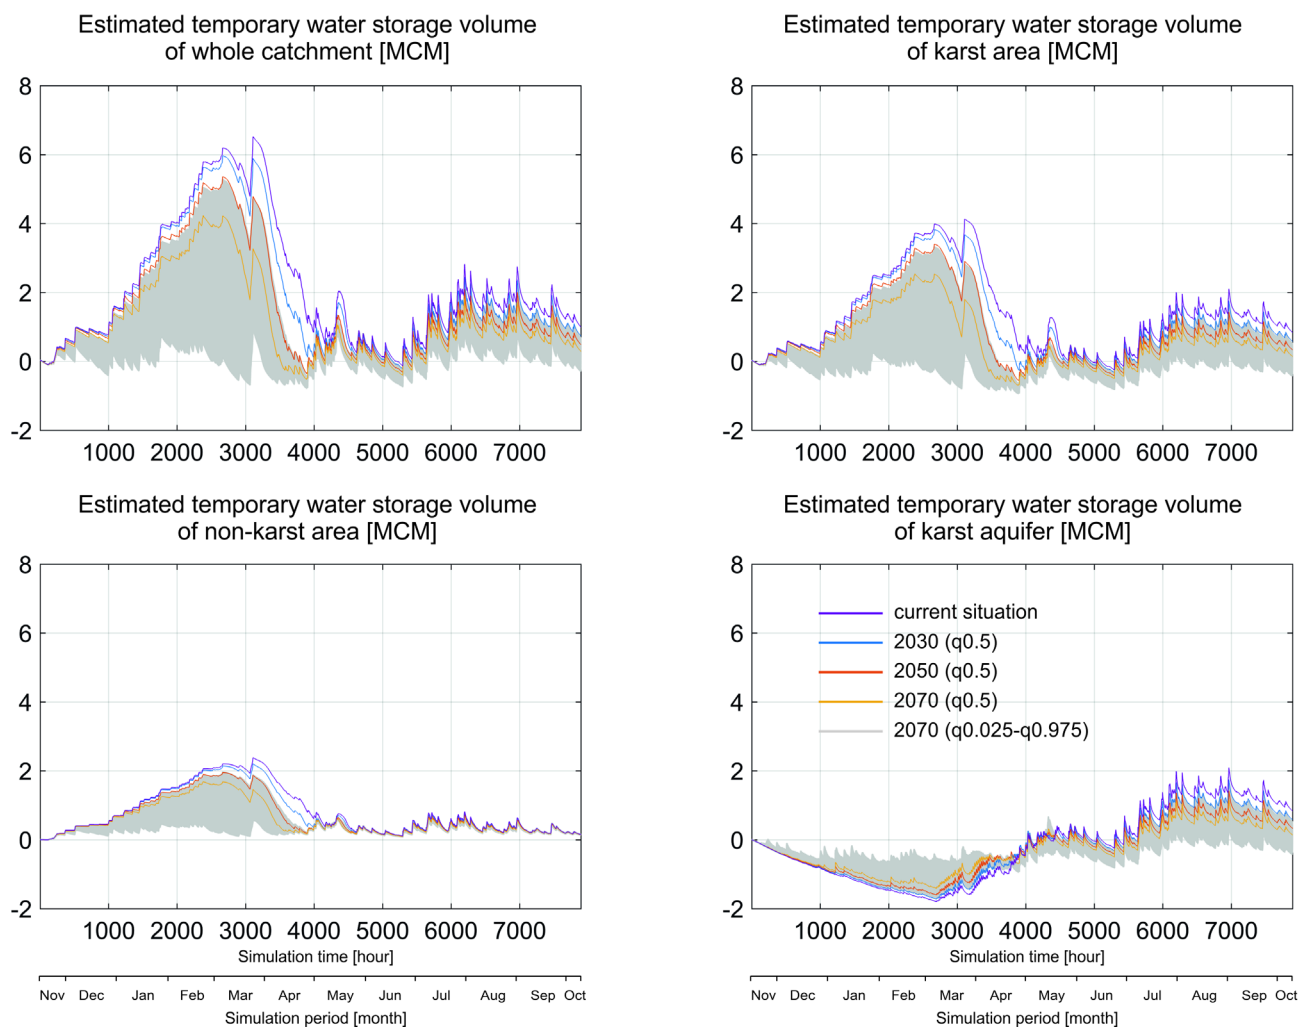 Estimated temporary water storage volume
of whole catchment [MCM]
8
6
4
2
0
-2
1000 2000 3000 4000 5000 6000 7000
Estimated temporary water storage volume
of karst area [MCM]
8
6
4
2
0
-2
1000 2000 3000 4000 5000 6000 7000
Estimated temporary water storage volume
of non-karst area [MCM]
8
6
4
2
0
-2
1000 2000 3000 4000 5000 6000 7000
Simulation time [hour]
Nov Dec Jan Feb Mar Apr May Jun Jul Aug Sep Oct
Simulation period [month]
Estimated temporary water storage volume
of karst aquifer [MCM]
8
6
4
2
0
-2
current situation
2030 (q0.5)
2050 (q0.5)
2070 (q0.5)
2070 (q0.025-q0.975)
1000 2000 3000 4000 5000 6000 7000
Simulation time [hour]
Nov Dec Jan Feb Mar Apr May Jun Jul Aug Sep Oct
Simulation period [month]